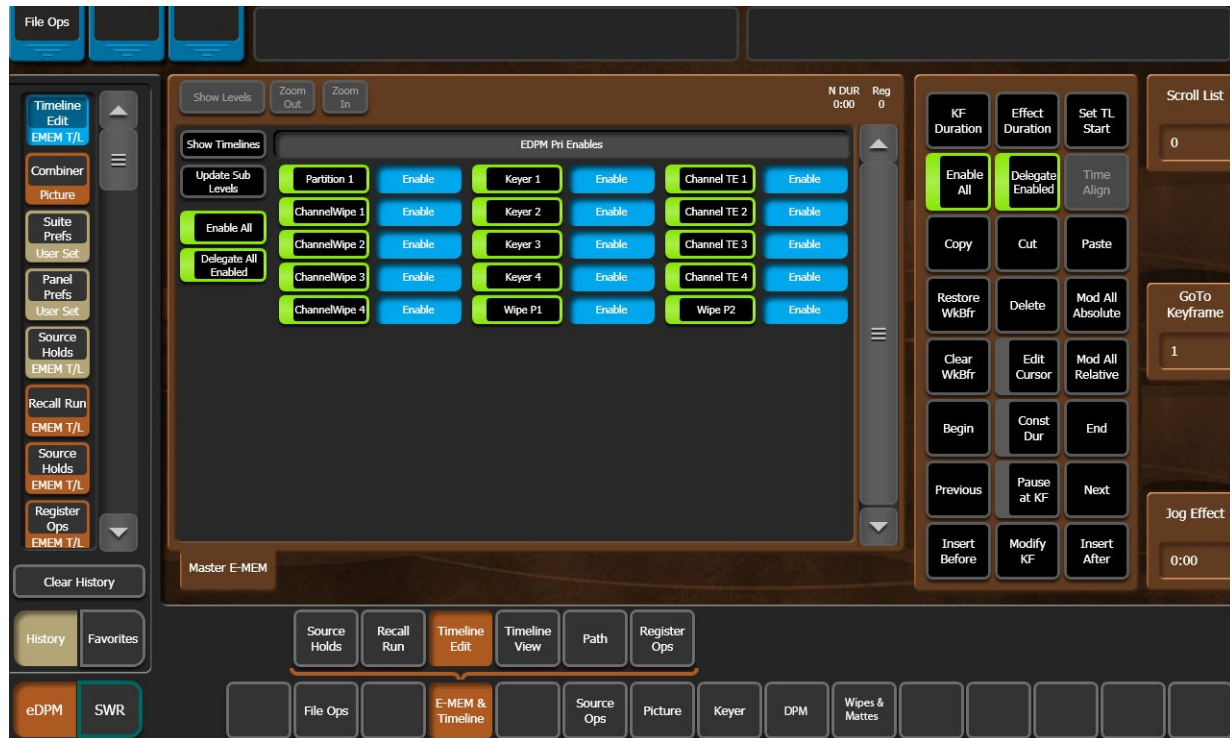 File Ops
Timeline
Edit
EMEM T/L
Combiner
Picture
Suite
Prefs
User Set
Panel
Prefs
User Set
Source
Holds
EMEM T/L
Recall Run
EMEM T/L
Source
Holds
EMEM T/L
Register
Ops
EMEM T/L
Clear History
History
Favorites
eDPM
SWR
Show Levels
Zoom
Out
Zoom
In
N DUR
0:00
Reg
0
Show Timelines
EDPM Pri Enables
Update Sub
Levels
Enable All
Delegate All
Enabled
Partition 1 Enable Keyer 1 Enable Channel TE 1 Enable
ChannelWipe 1 Enable Keyer 2 Enable Channel TE 2 Enable
ChannelWipe 2 Enable Keyer 3 Enable Channel TE 3 Enable
ChannelWipe 3 Enable Keyer 4 Enable Channel TE 4 Enable
ChannelWipe 4 Enable Wipe P1 Enable Wipe P2 Enable
Master E-MEM
KF
Duration
Effect
Duration
Set TL
Start
Enable
All
Delegate
Enabled
Time
Align
Copy
Cut
Paste
Restore
WkBfr
Delete
Mod All
Absolute
Clear
WkBfr
Edit
Cursor
Mod All
Relative
Begin
Const
Dur
End
Previous
Pause
at KF
Next
Insert
Before
Modify
KF
Insert
After
Scroll List
0
GoTo
Keyframe
1
Jog Effect
0:00
Source
Holds
Recall
Run
Timeline
Edit
Timeline
View
Path
Register
Ops
File Ops
E-MEM &
Timeline
Source
Ops
Picture
Keyer
DPM
Wipes &
Mattes